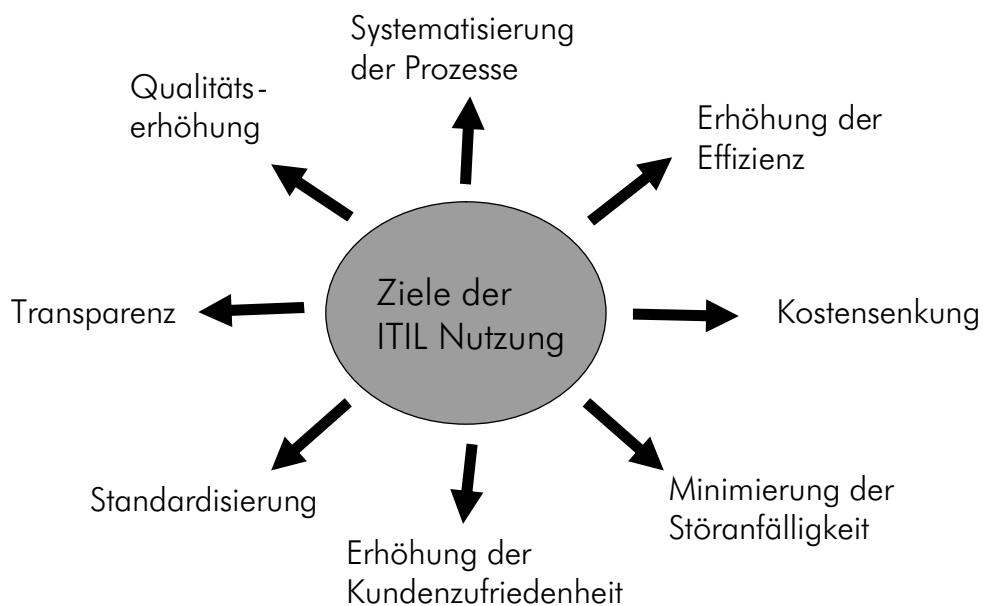 Systematisierung
der Prozesse
Qualitäts-
erhöhung
Erhöhung der
Effizienz
Ziele der
ITIL Nutzung
Transparenz
Kostensenkung
Standardisierung
Minimierung der
Störanfälligkeit
Erhöhung der
Kundenzufriedenheit